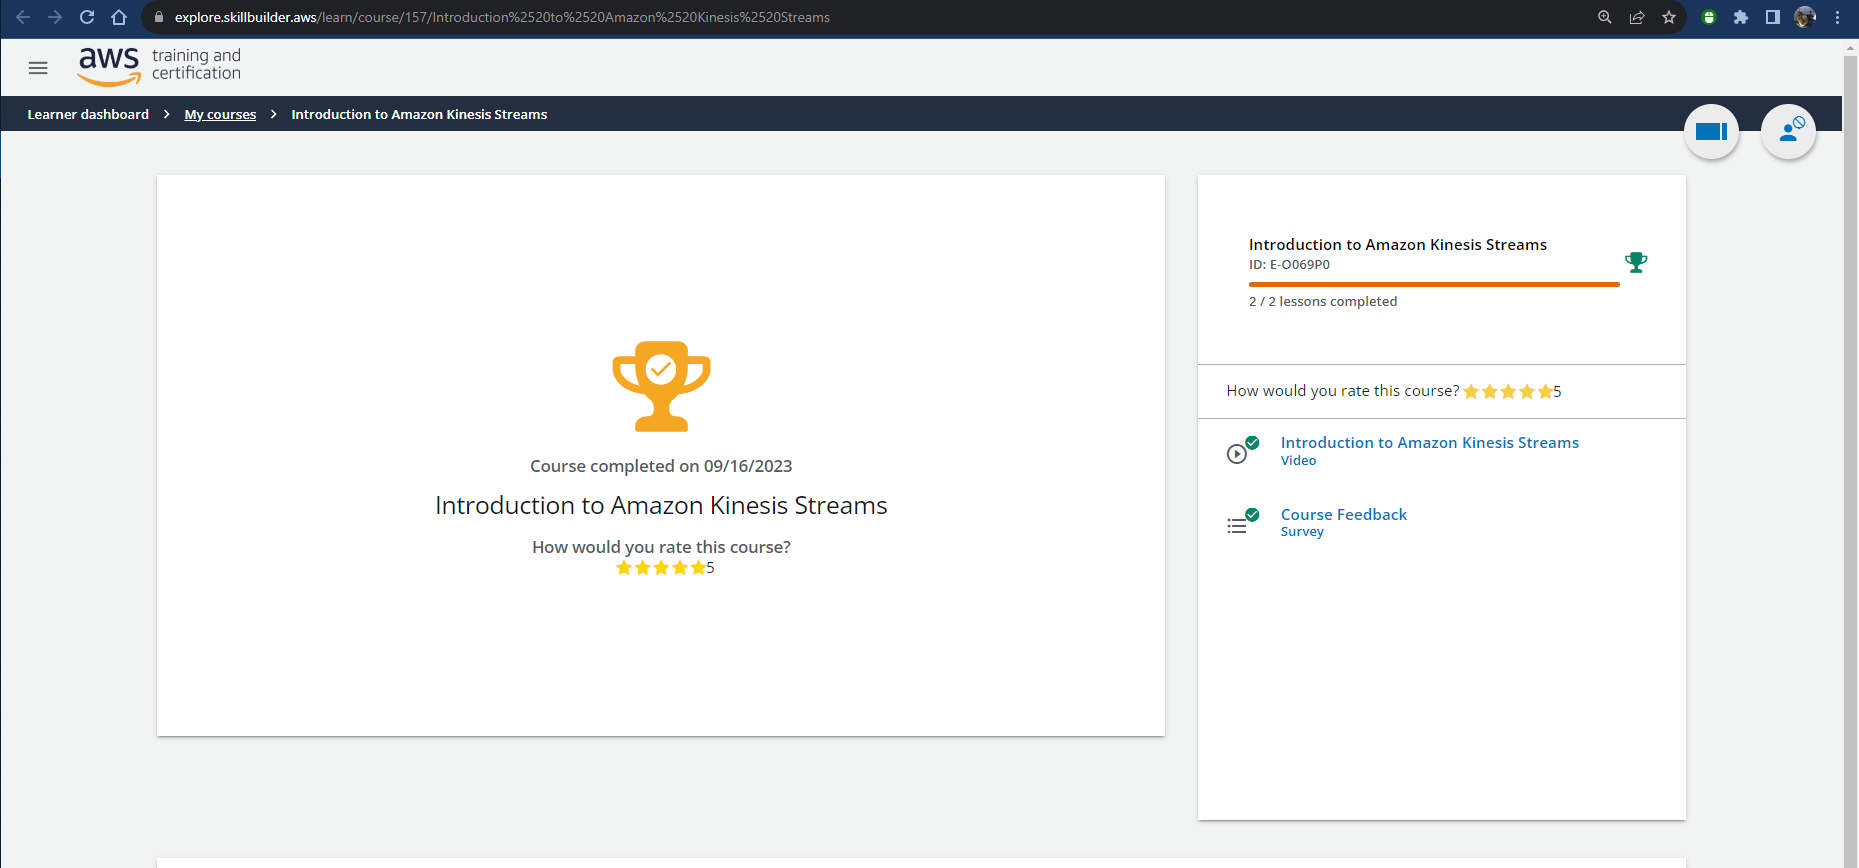 explore.skillbuilder.aws/learn/course/157/Introduction%2520to%2520Amazon%2520Kinesis%2520Streams
aws training and certification
Learner dashboard > My courses > Introduction to Amazon Kinesis Streams
Course completed on 09/16/2023
Introduction to Amazon Kinesis Streams
How would you rate this course?
5
Introduction to Amazon Kinesis Streams
ID: E-O069P0
2 / 2 lessons completed
How would you rate this course? 5
Introduction to Amazon Kinesis Streams
Video
Course Feedback
Survey